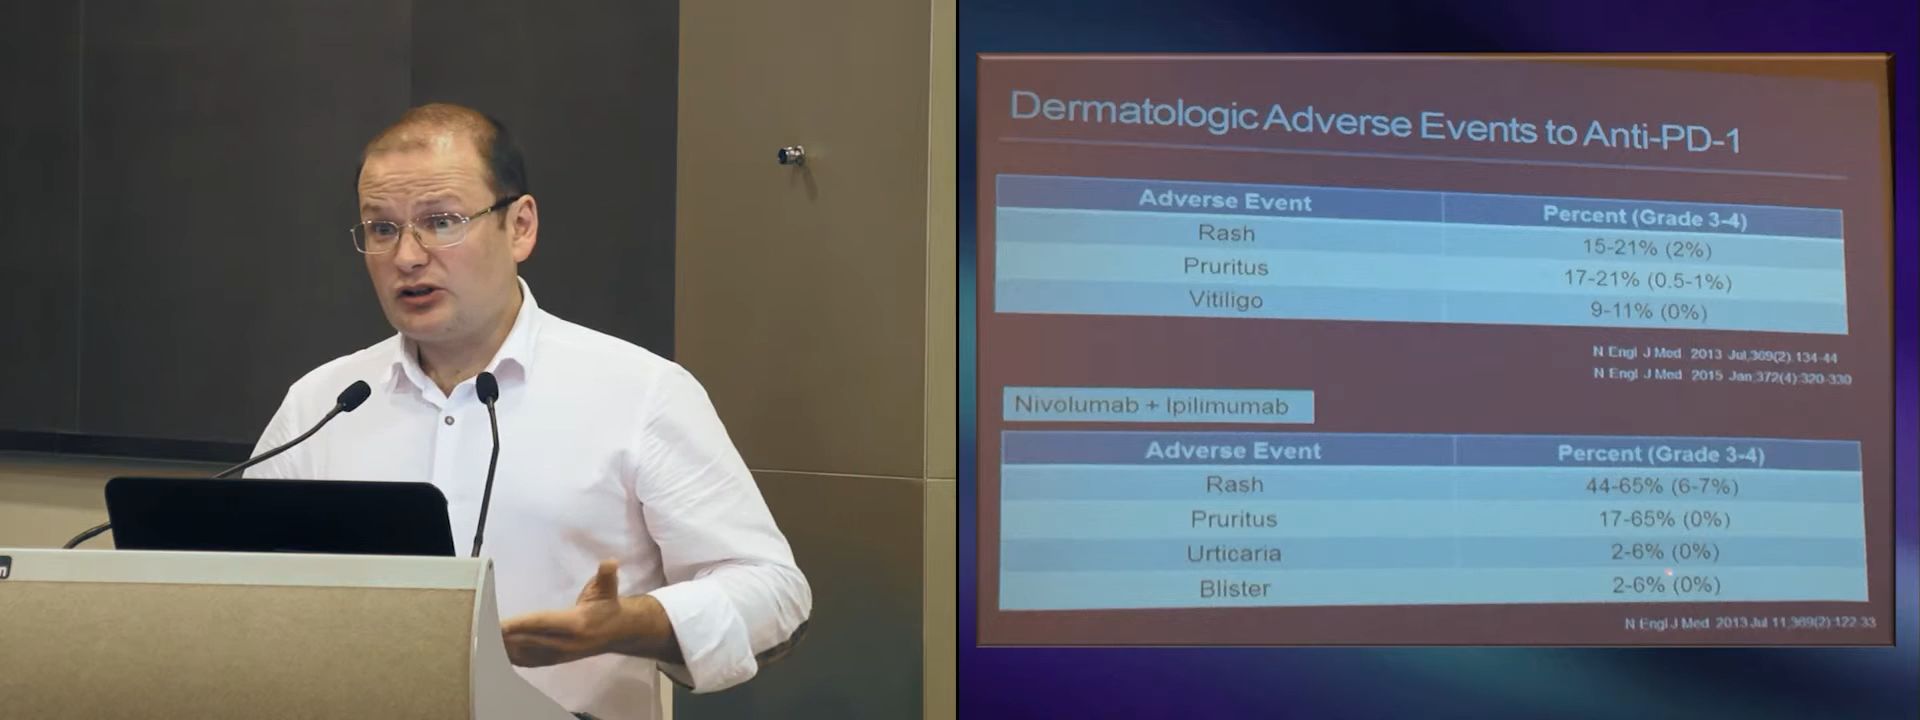 Dermatologic Adverse Events to Anti-PD-1
Adverse Event Percent (Grade 3-4)
Rash 15-21% (2%)
Pruritus 17-21% (0.5-1%)
Vitiligo 9-11% (0%)
N Engl J Med. 2013 Jul;369(2):134-44
N Engl J Med. 2015 Jan;372(4):320-330
Nivolumab + Ipilimumab
Adverse Event Percent (Grade 3-4)
Rash 44-65% (6-7%)
Pruritus 17-65% (0%)
Urticaria 2-6% (0%)
Blister 2-6% (0%)
N Engl J Med. 2013 Jul 11;369(2):122-33